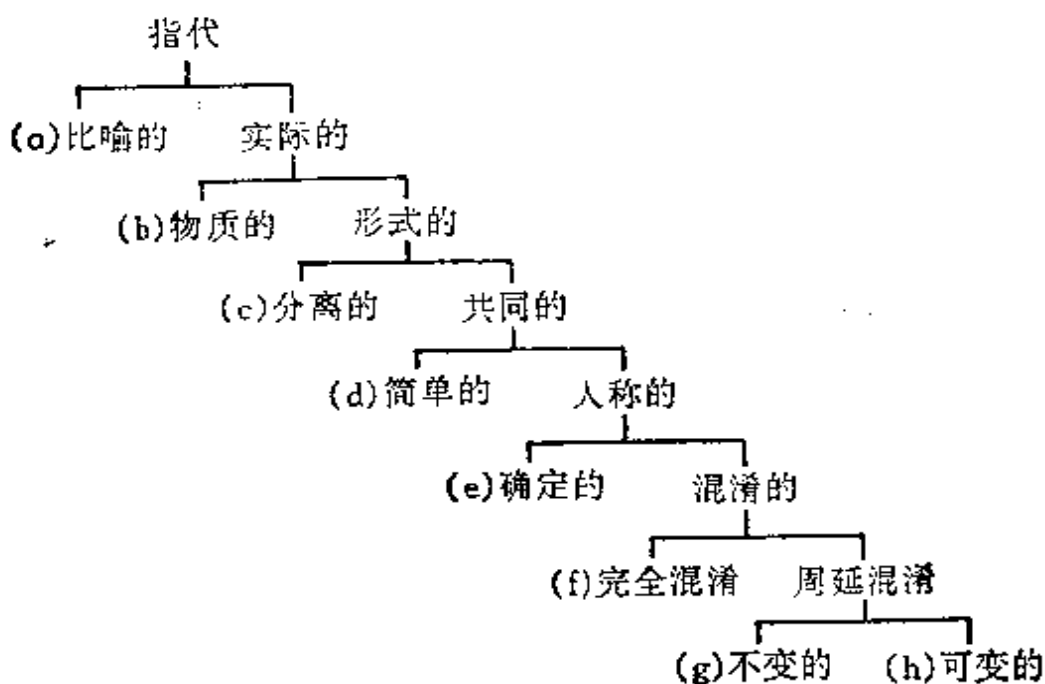 指代
(a)比喻的 实际的
(b)物质的 形式的
(c)分离的 共同的
(d)简单的 人称的
(e)确定的 混淆的
(f)完全混淆 周延混淆
(g)不变的 (h)可变的